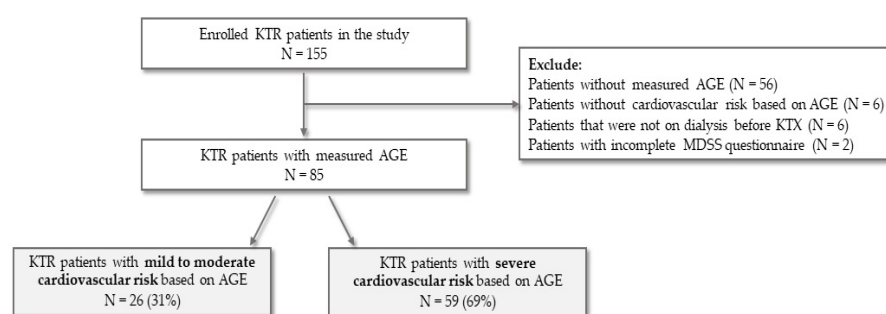 Enrolled KTR patients in the study
N = 155
Exclude:
Patients without measured AGE (N = 56)
Patients without cardiovascular risk based on AGE (N = 6)
Patients that were not on dialysis before KTX (N = 6)
Patients with incomplete MDSS questionnaire (N = 2)
KTR patients with measured AGE
N = 85
KTR patients with mild to moderate
cardiovascular risk based on AGE
N = 26 (31%)
KTR patients with severe
cardiovascular risk based on AGE
N = 59 (69%)